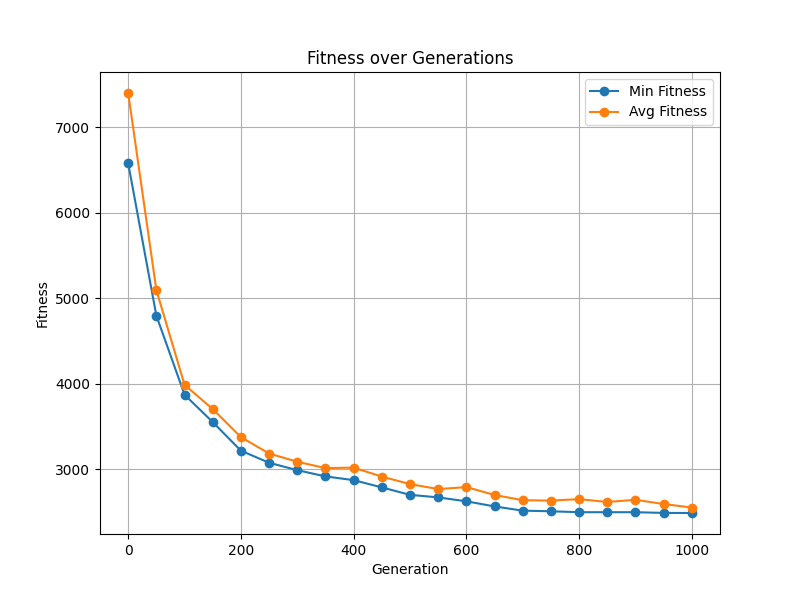 Fitness over Generations
Min Fitness
Avg Fitness
7000
6000
5000
4000
3000
Fitness
0 200 400 600 800 1000
Generation